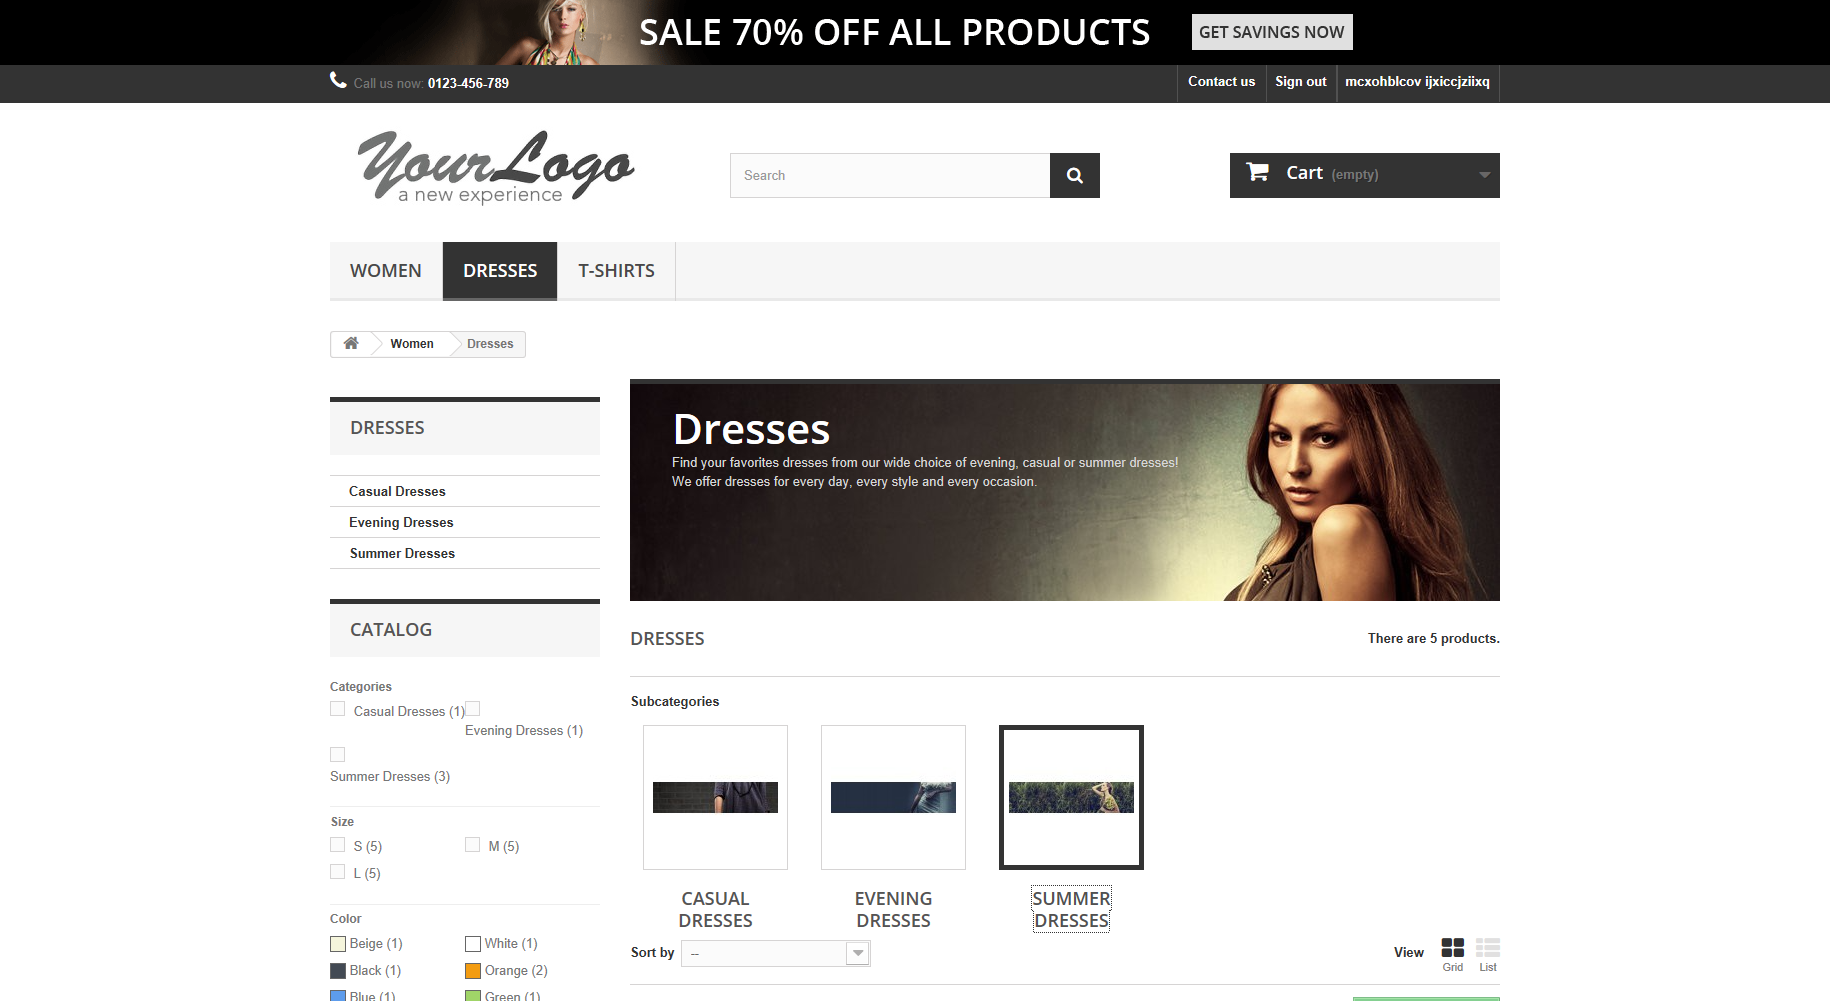 SALE 70% OFF ALL PRODUCTS
GET SAVINGS NOW
Call us now: 0123-456-789
Contact us
Sign out
mcxohblcov ijxiccjziixq
YourLogo
a new experience
Search
Cart (empty)
WOMEN
DRESSES
T-SHIRTS
Women
Dresses
DRESSES
Casual Dresses
Evening Dresses
Summer Dresses
CATALOG
Categories
Casual Dresses (1)
Evening Dresses (1)
Summer Dresses (3)
Size
S (5)
M (5)
L (5)
Color
Beige (1)
White (1)
Black (1)
Orange (2)
Blue (1)
Green (1)
Dresses
Find your favorites dresses from our wide choice of evening, casual or summer dresses!
We offer dresses for every day, every style and every occasion.
DRESSES
There are 5 products.
Subcategories
CASUAL
DRESSES
EVENING
DRESSES
SUMMER
DRESSES
Sort by
--
View
Grid
List